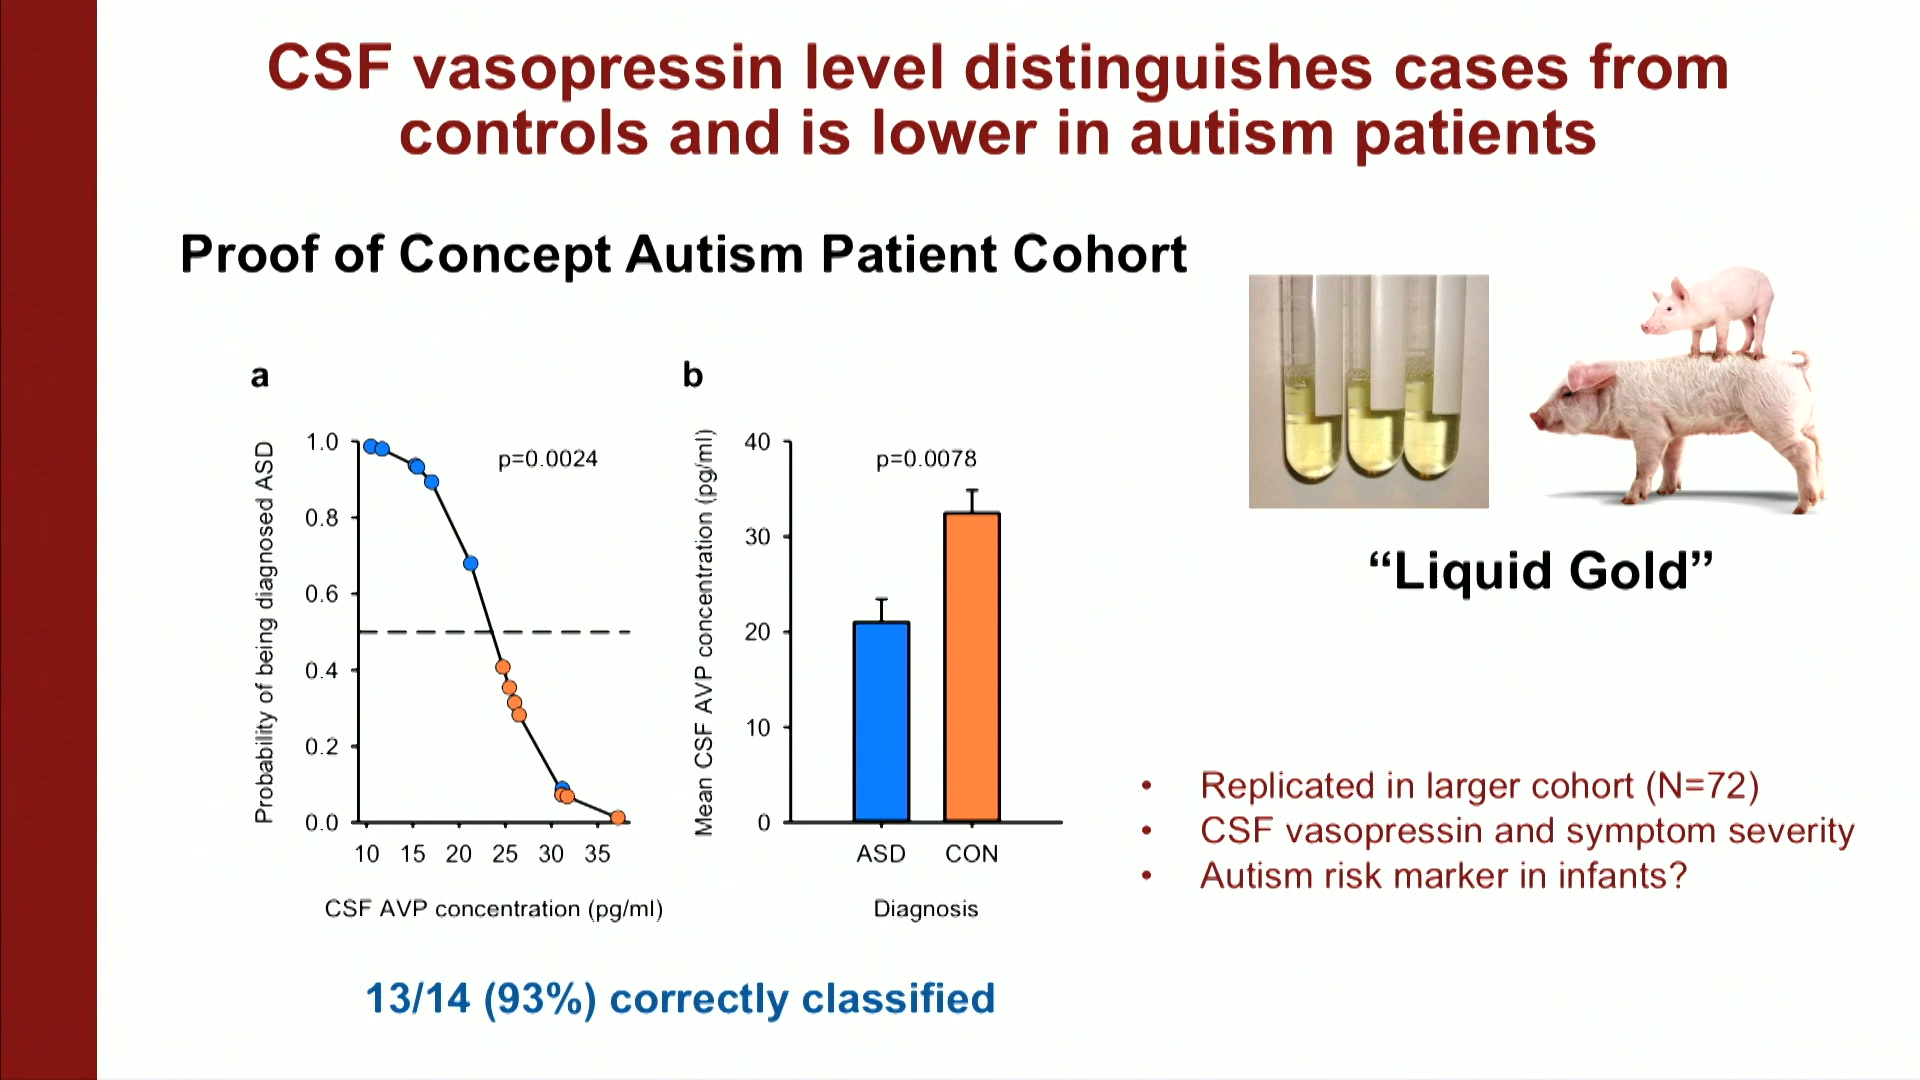 CSF vasopressin level distinguishes cases from
controls and is lower in autism patients
Proof of Concept Autism Patient Cohort
a
Probability of being diagnosed ASD
1.0
0.8
0.6
0.4
0.2
0.0
p=0.0024
10 15 20 25 30 35
CSF AVP concentration (pg/ml)
b
Mean CSF AVP concentration (pg/ml)
40
30
20
10
0
p=0.0078
ASD CON
Diagnosis
13/14 (93%) correctly classified
“Liquid Gold”
• Replicated in larger cohort (N=72)
• CSF vasopressin and symptom severity
• Autism risk marker in infants?